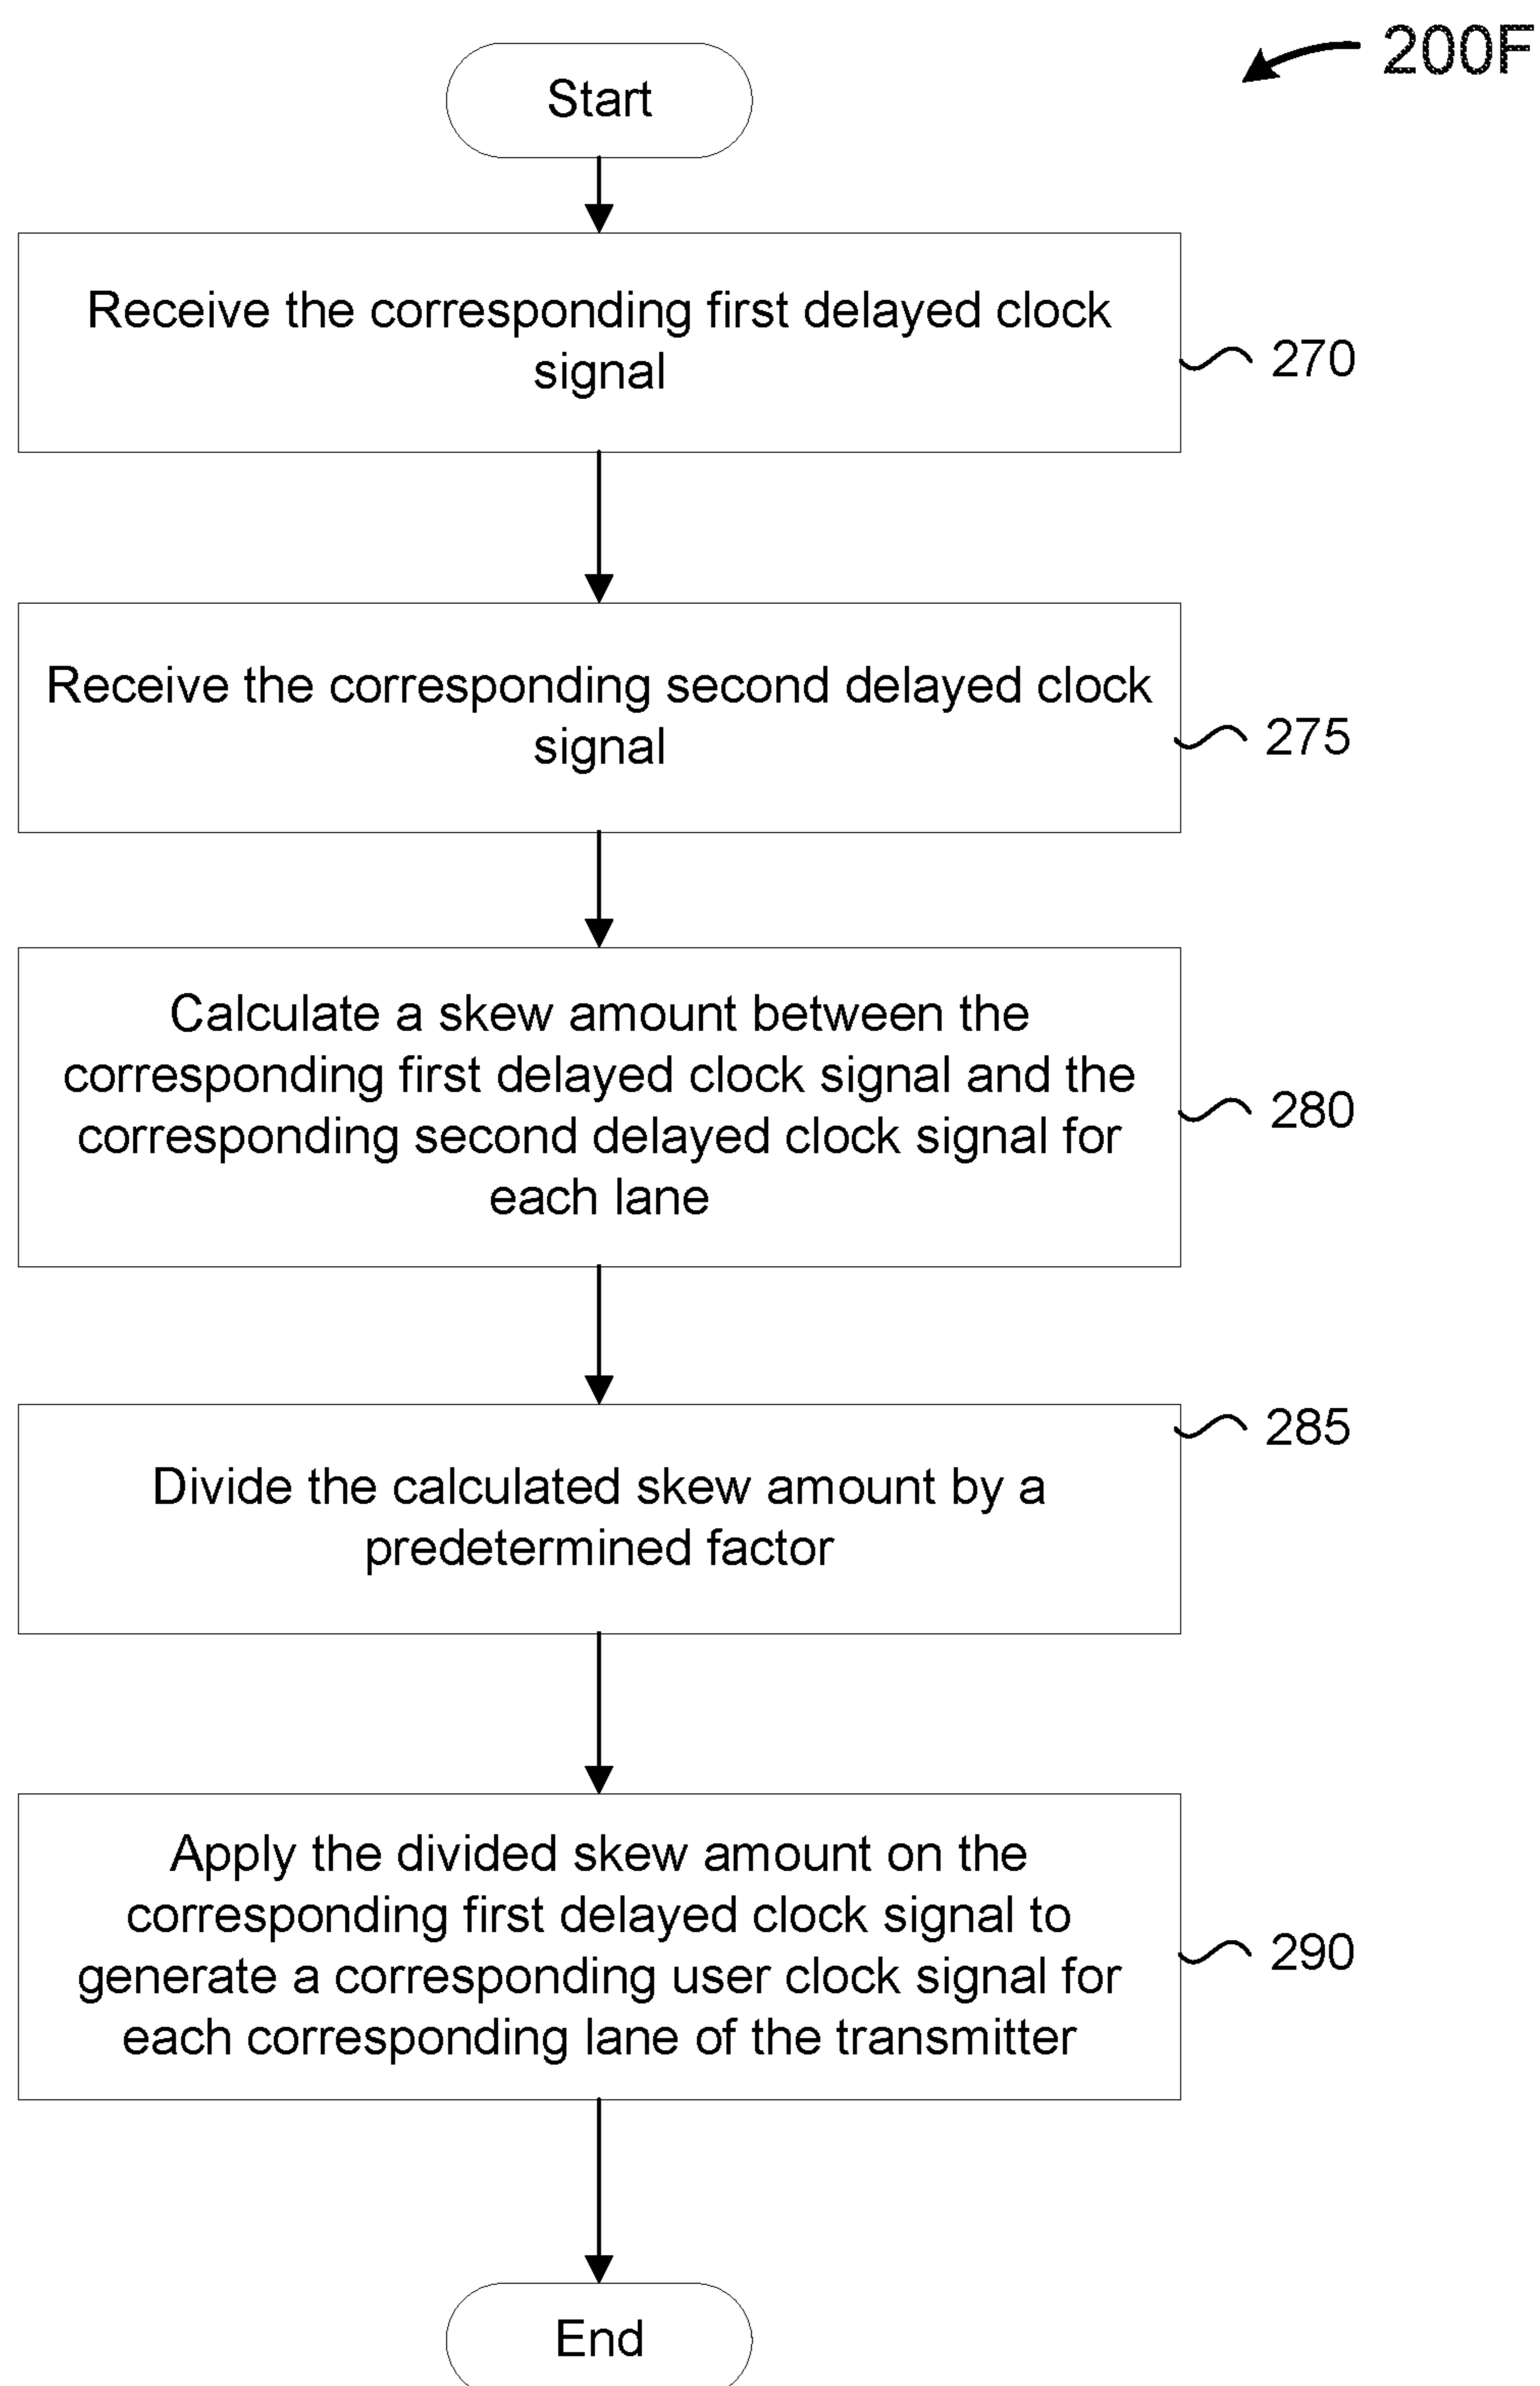 200F
Start
Receive the corresponding first delayed clock
signal
270
Receive the corresponding second delayed clock
signal
275
Calculate a skew amount between the
corresponding first delayed clock signal and the
corresponding second delayed clock signal for
each lane
280
285
Divide the calculated skew amount by a
predetermined factor
Apply the divided skew amount on the
corresponding first delayed clock signal to
generate a corresponding user clock signal for
each corresponding lane of the transmitter
290
End